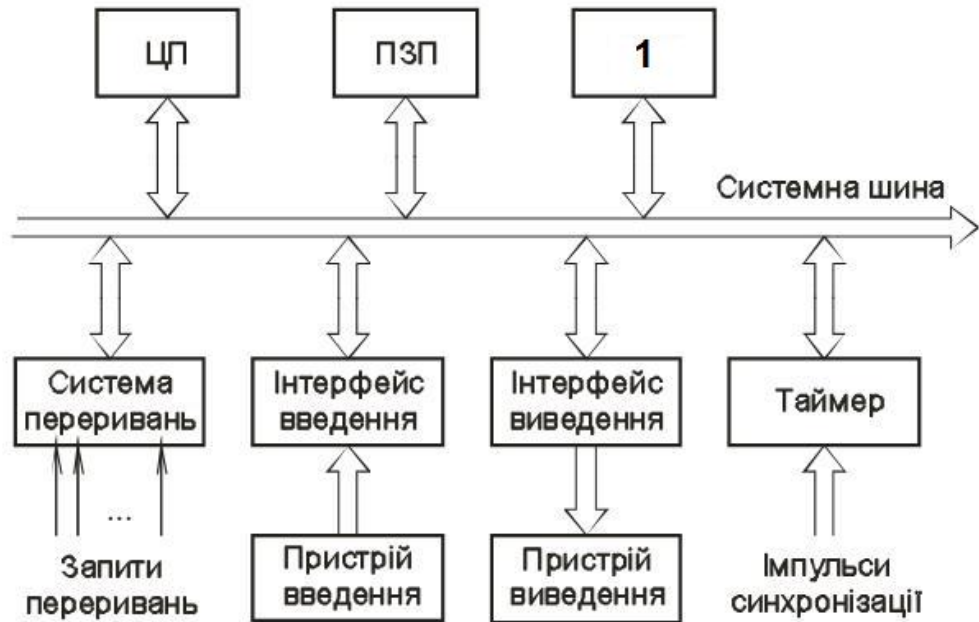 ЦП
ПЗП
1
Системна шина
Система
переривань
Інтерфейс
введення
Інтерфейс
виведення
Таймер
...
Запити
переривань
Пристрій
введення
Пристрій
виведення
Імпульси
синхронізації